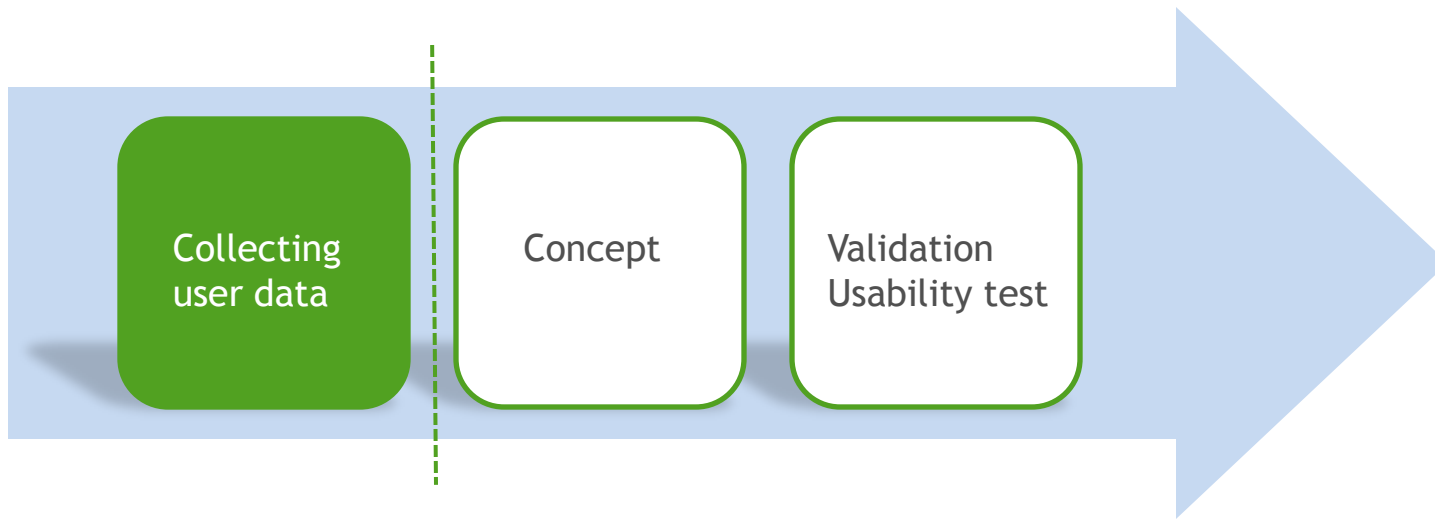 Collecting
user data
Concept
Validation
Usability test